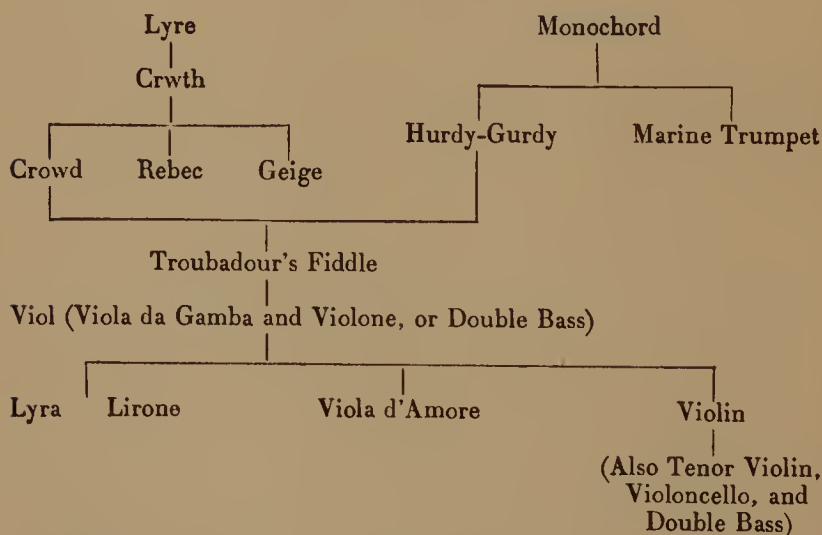 Lyre Monochord
Crwth
Hurdy-Gurdy Marine Trumpet
Crowd Rebec Geige
Troubadour's Fiddle
Viol (Viola da Gamba and Violone, or Double Bass)
Lyra Lirone Viola d'Amore Violin
(Also Tenor Violin,
Violoncello, and
Double Bass)